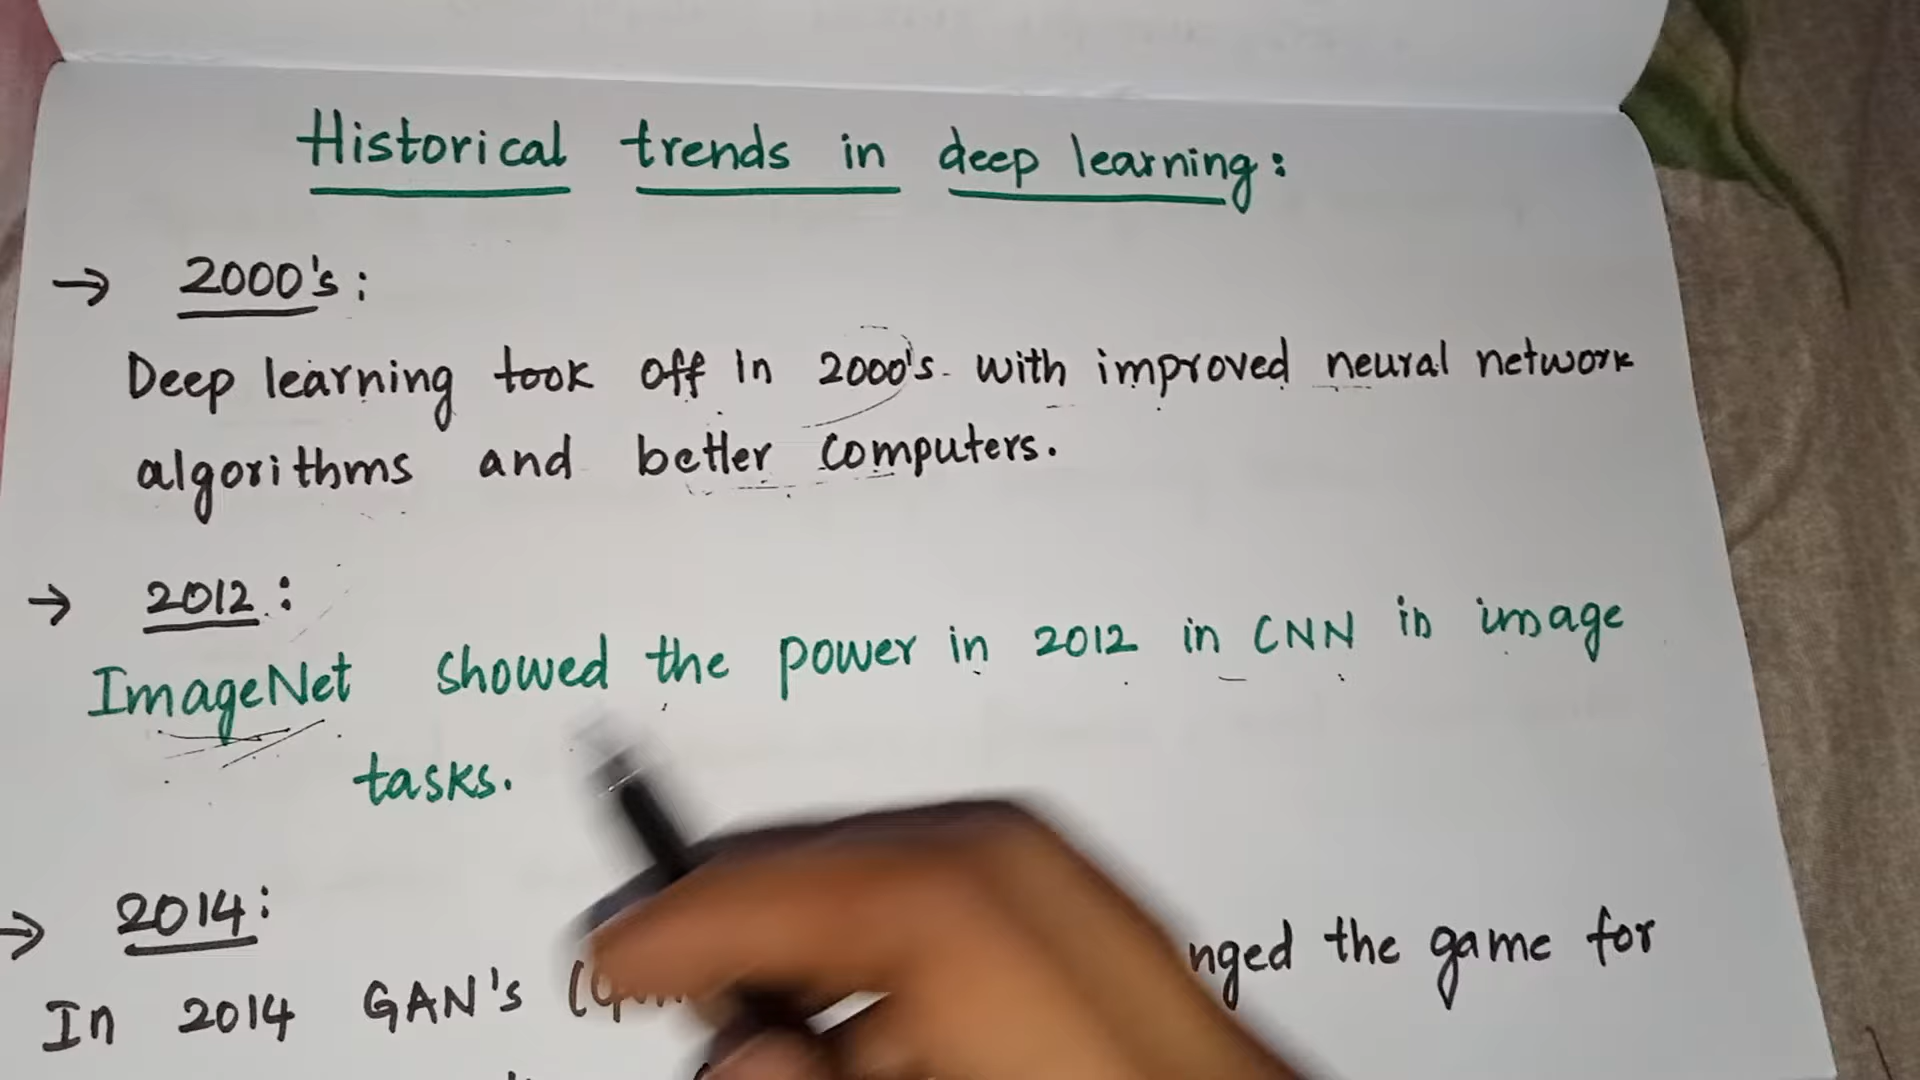 Historical trends in deep learning:
→ 2000's:
Deep learning took off in 2000's with improved neural network
algorithms and better computers.
→ 2012:
ImageNet showed the power in 2012 in CNN in image
tasks.
→ 2014:
In 2014 GAN's nged the game for